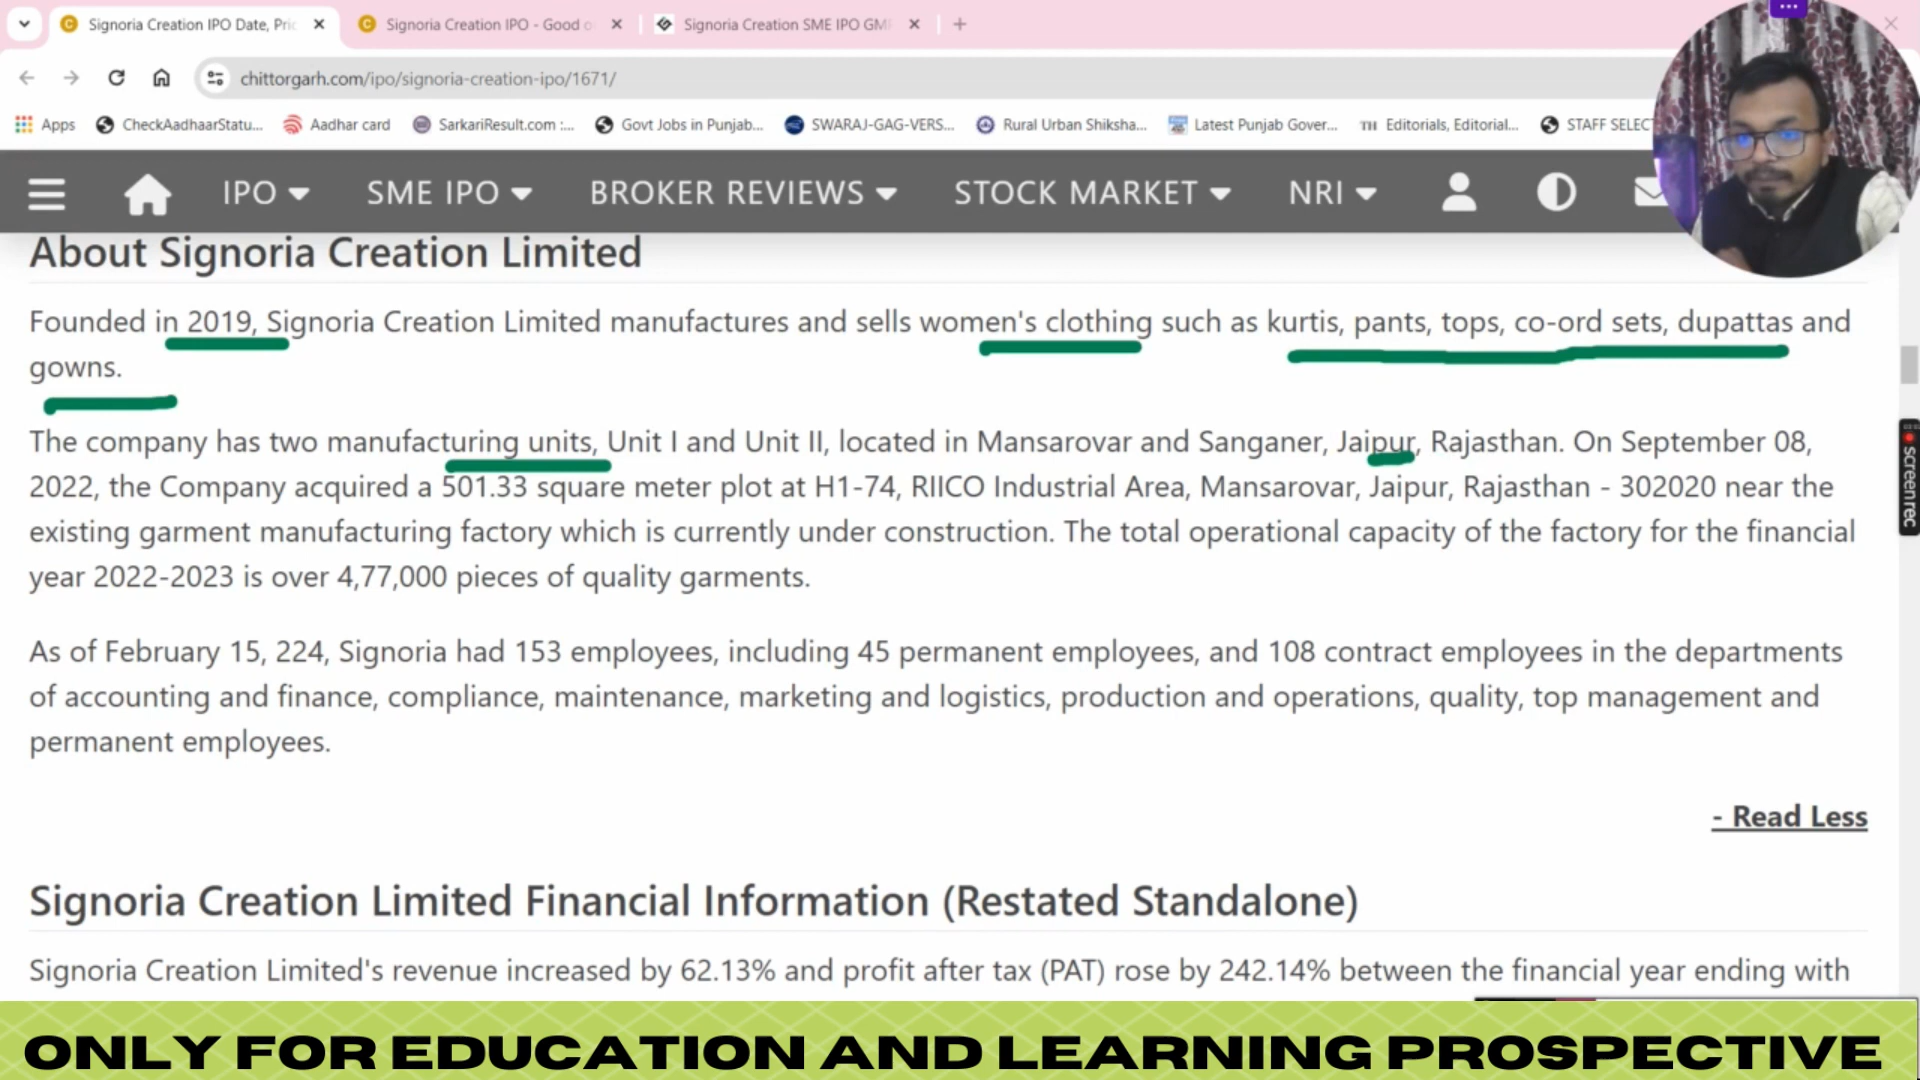 Signoria Creation IPO Date, Pric
Signoria Creation IPO - Good o
Signoria Creation SME IPO GMP
chittorgarh.com/ipo/signoria-creation-ipo/1671/
Apps
CheckAadhaarStatu...
Aadhar card
SarkariResult.com :...
Govt Jobs in Punjab...
SWARAJ-GAG-VERS...
Rural Urban Shiksha...
Latest Punjab Gover...
TH Editorials, Editorial...
STAFF SELEC
IPO
SME IPO
BROKER REVIEWS
STOCK MARKET
NRI
About Signoria Creation Limited
Founded in 2019, Signoria Creation Limited manufactures and sells women's clothing such as kurtis, pants, tops, co-ord sets, dupattas and
gowns.
The company has two manufacturing units, Unit I and Unit II, located in Mansarovar and Sanganer, Jaipur, Rajasthan. On September 08,
2022, the Company acquired a 501.33 square meter plot at H1-74, RIICO Industrial Area, Mansarovar, Jaipur, Rajasthan - 302020 near the
existing garment manufacturing factory which is currently under construction. The total operational capacity of the factory for the financial
year 2022-2023 is over 4,77,000 pieces of quality garments.
As of February 15, 224, Signoria had 153 employees, including 45 permanent employees, and 108 contract employees in the departments
of accounting and finance, compliance, maintenance, marketing and logistics, production and operations, quality, top management and
permanent employees.
- Read Less
Signoria Creation Limited Financial Information (Restated Standalone)
Signoria Creation Limited's revenue increased by 62.13% and profit after tax (PAT) rose by 242.14% between the financial year ending with
screenrec
ONLY FOR EDUCATION AND LEARNING PROSPECTIVE